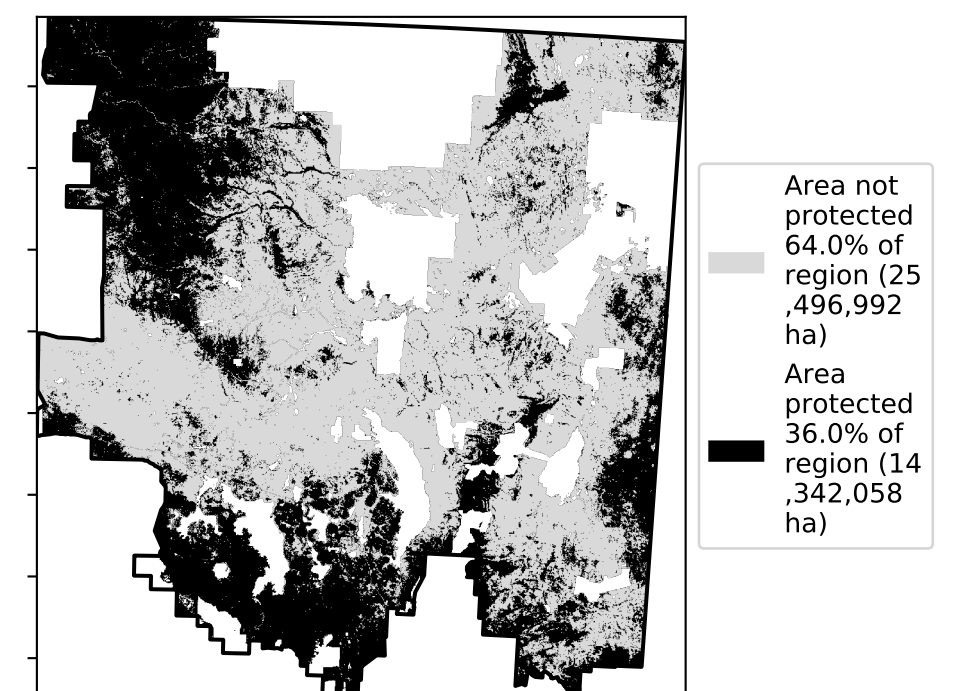 Area not
protected
64.0% of
region (25
,496,992
ha)
Area
protected
36.0% of
region (14
,342,058
ha)